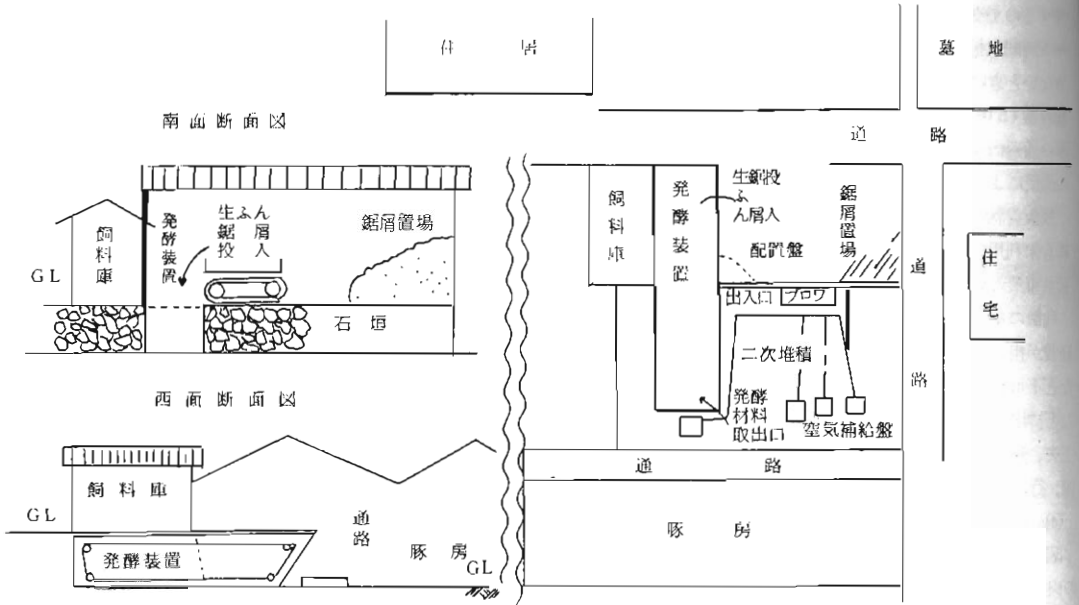 住居
墓地
南面断面図
通路
発酵装置
生ふん
鋸屑
投入
鋸屑置場
飼料庫
GL
石垣
西面断面図
飼料庫
GL
発酵装置
通路
豚房
GL
飼料庫
発酵装置
生鋸投
ふ
ん屑入
鋸屑置場
配置盤
道路
住宅
出入口
ブロワ
二次堆積
発酵
材料
取出口
空気補給盤
通路
豚房